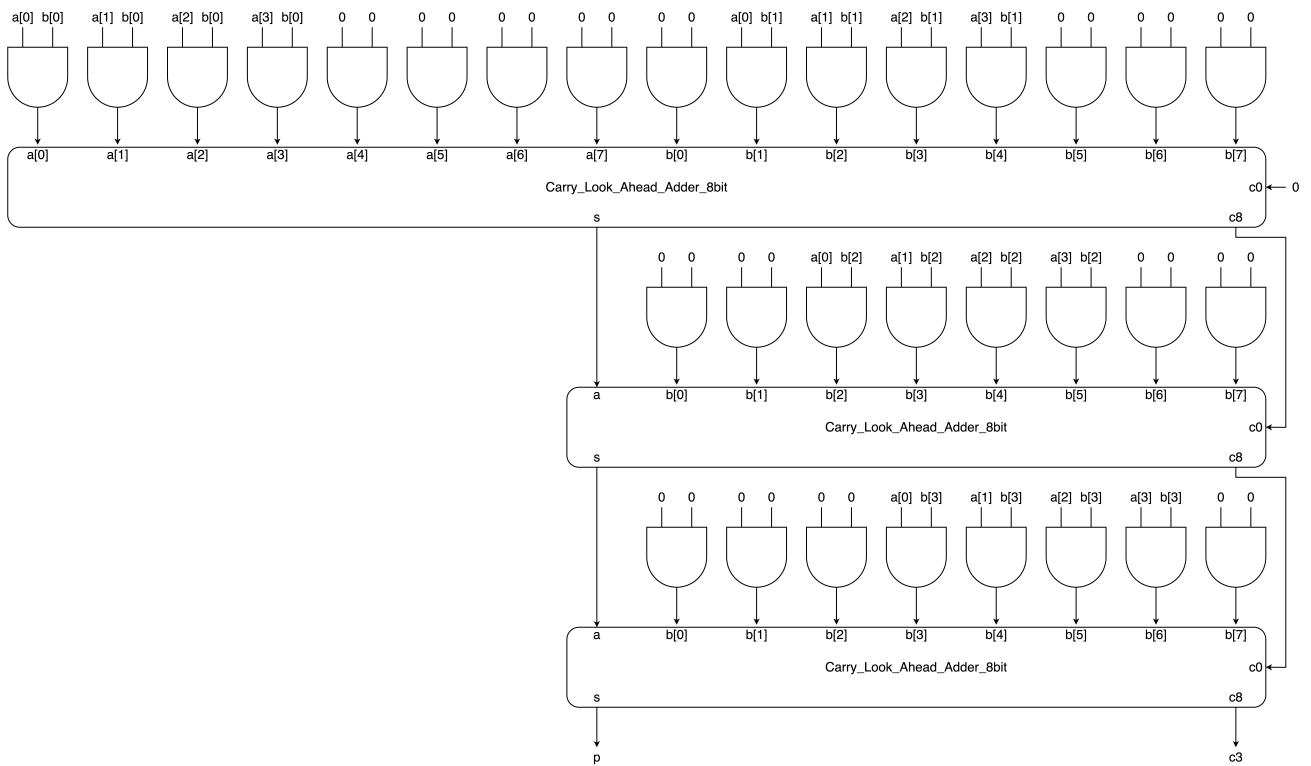 a[0] b[0] a[1] b[0] a[2] b[0] a[3] b[0] 0 0 0 0 0 0 0 0 0 0 a[0] b[1] a[1] b[1] a[2] b[1] a[3] b[1] 0 0 0 0 0 0
a[0] a[1] a[2] a[3] a[4] a[5] a[6] a[7] b[0] b[1] b[2] b[3] b[4] b[5] b[6] b[7]
Carry_Look_Ahead_Adder_8bit c0 0
s c8
0 0 0 0 a[0] b[2] a[1] b[2] a[2] b[2] a[3] b[2] 0 0 0 0
a b[0] b[1] b[2] b[3] b[4] b[5] b[6] b[7]
Carry_Look_Ahead_Adder_8bit c0
s c8
0 0 0 0 0 0 a[0] b[3] a[1] b[3] a[2] b[3] a[3] b[3] 0 0
a b[0] b[1] b[2] b[3] b[4] b[5] b[6] b[7]
Carry_Look_Ahead_Adder_8bit c0
s c8
p c3